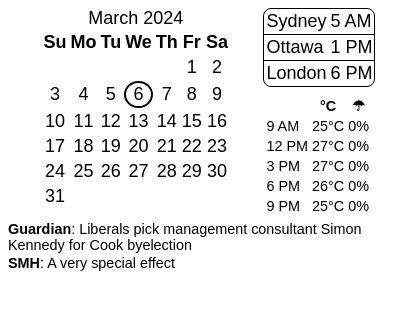 March 2024
Su Mo Tu We Th Fr Sa
1 2
3 4 5 6 7 8 9
10 11 12 13 14 15 16
17 18 19 20 21 22 23
24 25 26 27 28 29 30
31
Sydney 5 AM
Ottawa 1 PM
London 6 PM
°C ☂
9 AM 25°C 0%
12 PM 27°C 0%
3 PM 27°C 0%
6 PM 26°C 0%
9 PM 25°C 0%
Guardian: Liberals pick management consultant Simon
Kennedy for Cook byelection
SMH: A very special effect